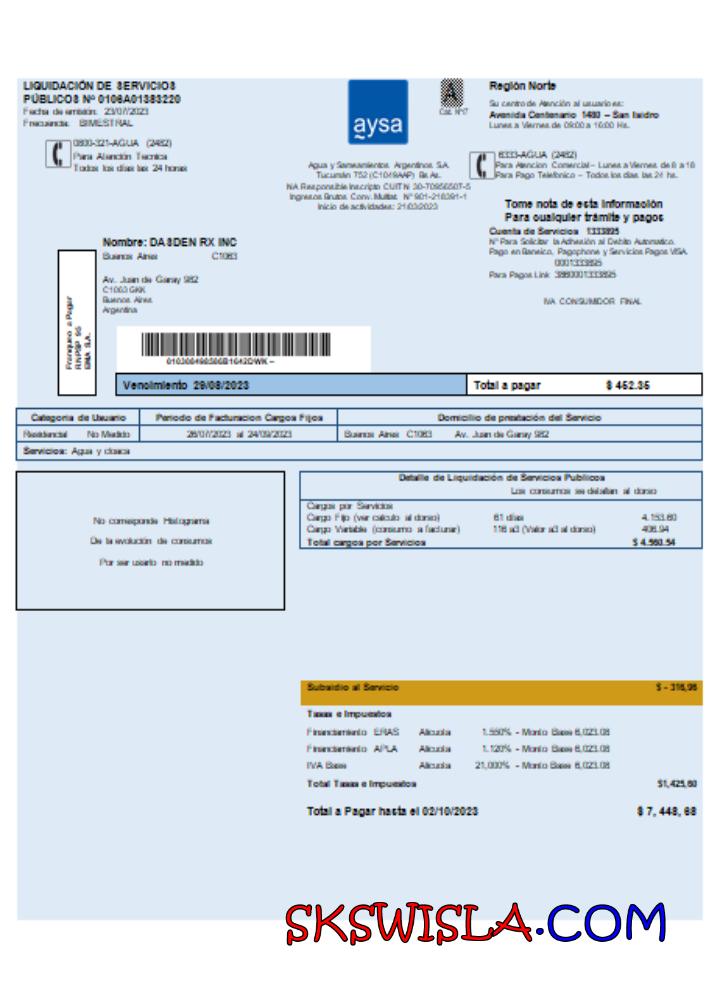 LIQUIDACIÓN DE SERVICIOS
PÚBLICOS Nº 0106A01383220
Fecha de emisión: 23/07/2023
Frecuencia: BIMESTRAL
0800-321-AGUA (2482)
Para Atención Tecnica
Todos los días las 24 horas
aysa
A
Cód. Nº17
Agua y Saneamientos Argentinos S.A.
Tucumán 752 (C1049AAP) Bs.As.
IVA Responsible Inscripto CUIT N 30-70956507-5
Ingresos Brutos Conv. Multilat. Nº 901-218391-1
Inicio de actividades: 21/03/2023
Región Norte
Su centro de Atención al usuario es:
Avenida Centenario 1480 – San Isidro
Lunes a Viernes de 09:00 a 16:00 Hs.
6333-AGUA (2482)
Para Atencion Comercial – Lunes a Viernes de 8 a 18
Para Pago Telefonico – Todos los dias las 24 hs.
Tome nota de esta información
Para cualquier trámite y pagos
Cuenta de Servicios 1333895
Nº Para Solicitar la Adhesión al Debito Automatico.
Pago en Banelco, Pagophone y Servicios Pagos VISA.
0001333895
Para Pagos Link 3860001333895
IVA CONSUMIDOR FINAL
Nombre: DASDEN RX INC
Buenos Aires C1063
Av. Juan de Garay 982
C1063 GKK
Buenos Aires
Argentina
Franqueo a Pagar
RNPSP 95
EMA S.A.
Vencimiento 29/08/2023 Total a pagar $ 452.35
Categoria de Usuario Periodo de Facturacion Cargos Fijos Domicilio de prestación del Servicio
Residencial No Medido 26/07/2023 al 24/09/2023 Buenos Aires C1063 Av. Juan de Garay 982
Servicios: Agua y cloaca
No corresponde Histograma
De la evolución de consumos
Por ser usario no medido
Detalle de Liquidación de Servicios Publicos
Los consumos se detallan al dorso
Cargos por Servicios
Cargo Fijo (ver calculo al dorso) 61 días 4.153.60
Cargo Variable (consumo a facturar) 116 a3 (Valor a3 al dorso) 406.94
Total cargos por Servicios $ 4.560.54
Subsidio al Servicio $ - 316,96
Tasas e Impuestos
Financiamiento ERAS Alicuota 1.550% - Monto Base 6,023.08
Financiamiento APLA Alicuota 1.120% - Monto Base 6,023.08
IVA Base Alicuota 21,000% - Monto Base 6,023.08
Total Tasas e Impuestos $1,425,60
Total a Pagar hasta el 02/10/2023 $ 7, 448, 68
SKSWISLA.COM